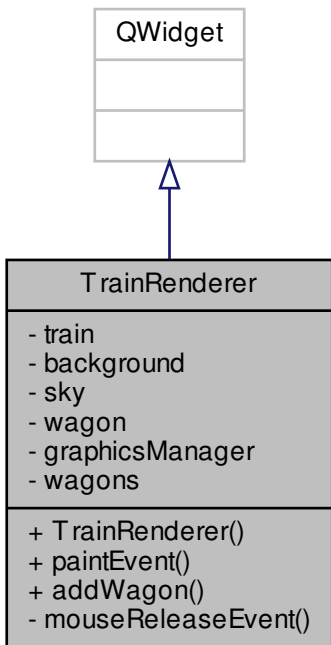 QWidget
TrainRenderer
- train
- background
- sky
- wagon
- graphicsManager
- wagons
+ TrainRenderer()
+ paintEvent()
+ addWagon()
- mouseReleaseEvent()